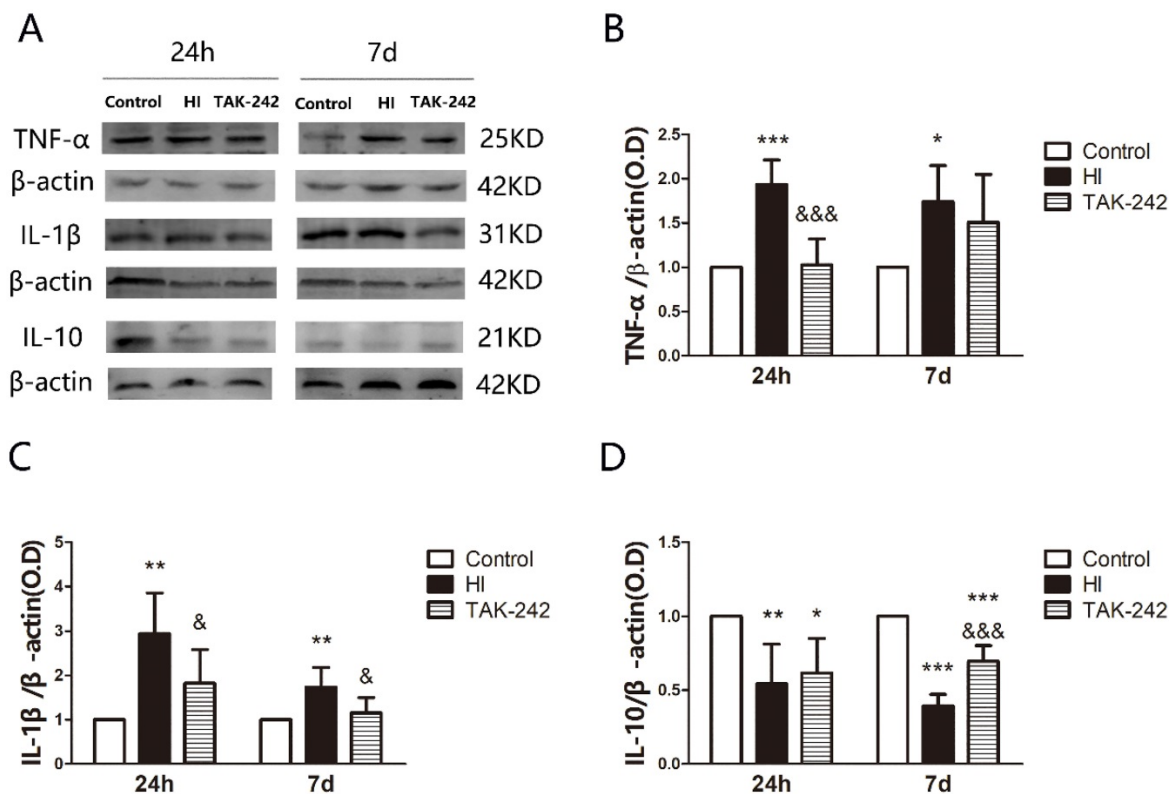 A
24h 7d
Control HI TAK-242 Control HI TAK-242
TNF-α 25KD
β-actin 42KD
IL-1β 31KD
β-actin 42KD
IL-10 21KD
β-actin 42KD
B
TNF-α /β-actin(O.D)
2.5
2.0
1.5
1.0
0.5
0.0
***
&&&
*
24h 7d
Control
HI
TAK-242
C
IL-1β /β -actin(O.D)
5
4
3
2
1
0
**
&
**
&
24h 7d
Control
HI
TAK-242
D
IL-10/β -actin(O.D)
1.5
1.0
0.5
0.0
**
*
***
***
&&&
24h 7d
Control
HI
TAK-242